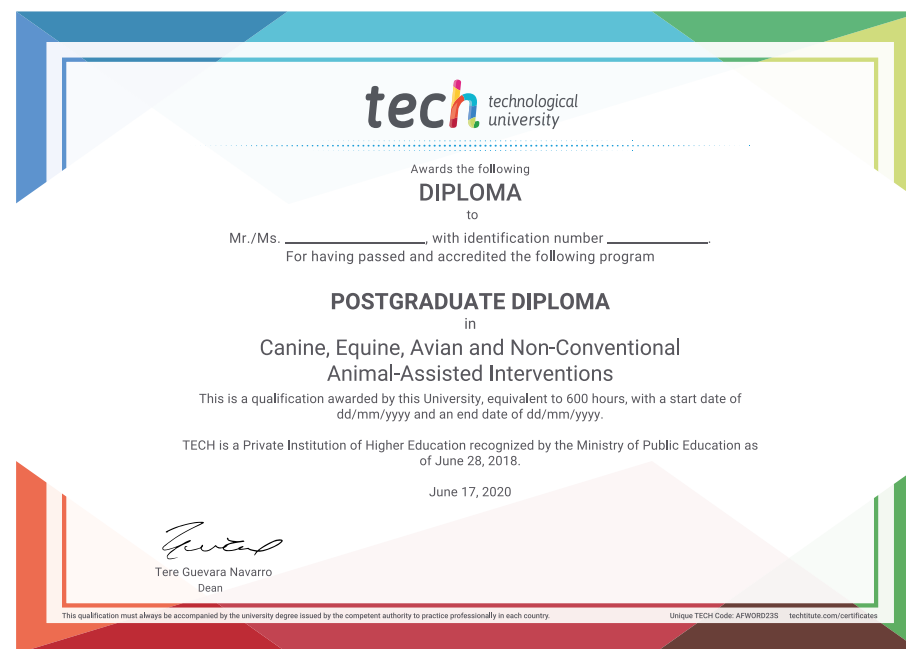 tech technological
university
Awards the following
DIPLOMA
to
Mr./Ms. ____________________, with identification number ______________.
For having passed and accredited the following program
POSTGRADUATE DIPLOMA
in
Canine, Equine, Avian and Non-Conventional
Animal-Assisted Interventions
This is a qualification awarded by this University, equivalent to 600 hours, with a start date of
dd/mm/yyyy and an end date of dd/mm/yyyy.
TECH is a Private Institution of Higher Education recognized by the Ministry of Public Education as
of June 28, 2018.
June 17, 2020
Tere Guevara Navarro
Dean
This qualification must always be accompanied by the university degree issued by the competent authority to practice professionally in each country.
Unique TECH Code: AFWORD23S techtitute.com/certificates